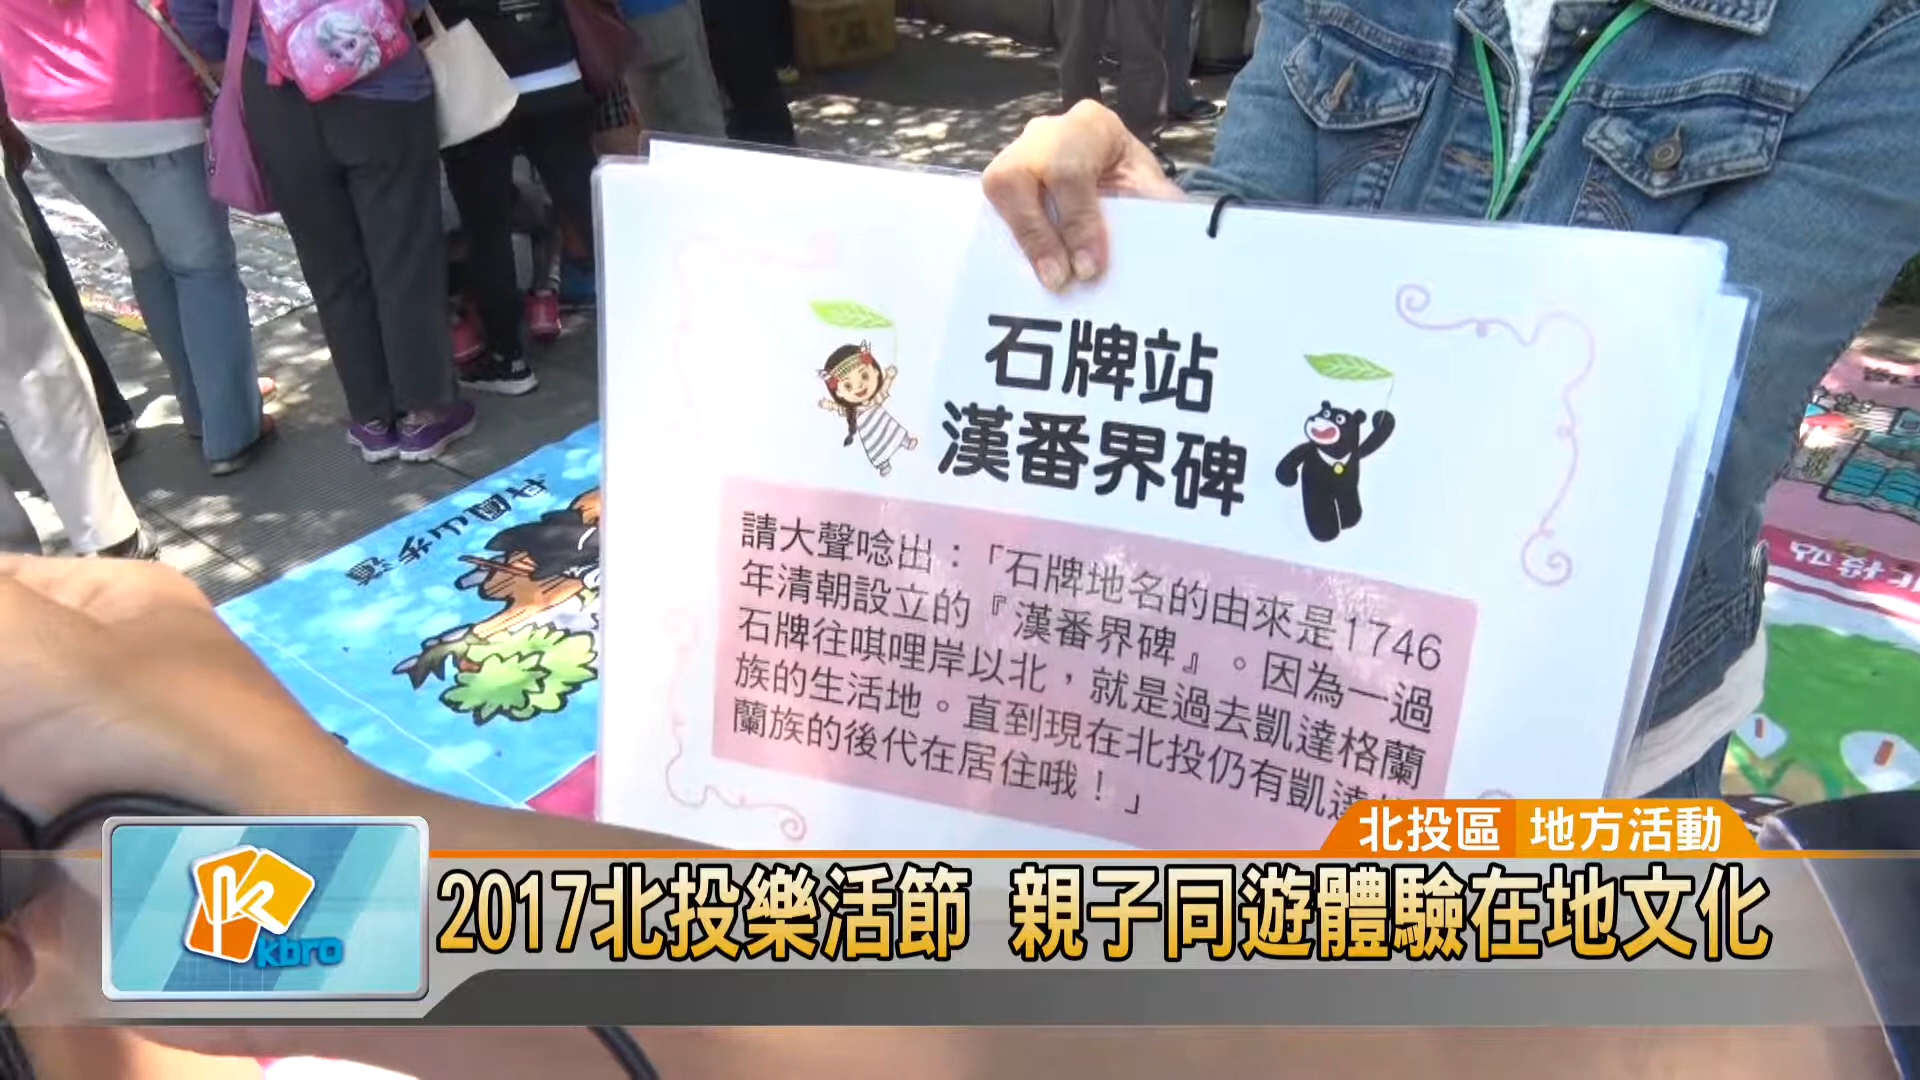 石牌站
漢番界碑
請大聲唸出：「石牌地名的由來是1746
年清朝設立的『漢番界碑』。因為一過
石牌往唭哩岸以北，就是過去凱達格蘭
族的生活地。直到現在北投仍有凱達
蘭族的後代在居住哦！」
北投區 地方活動
2017北投樂活節 親子同遊體驗在地文化
kbro